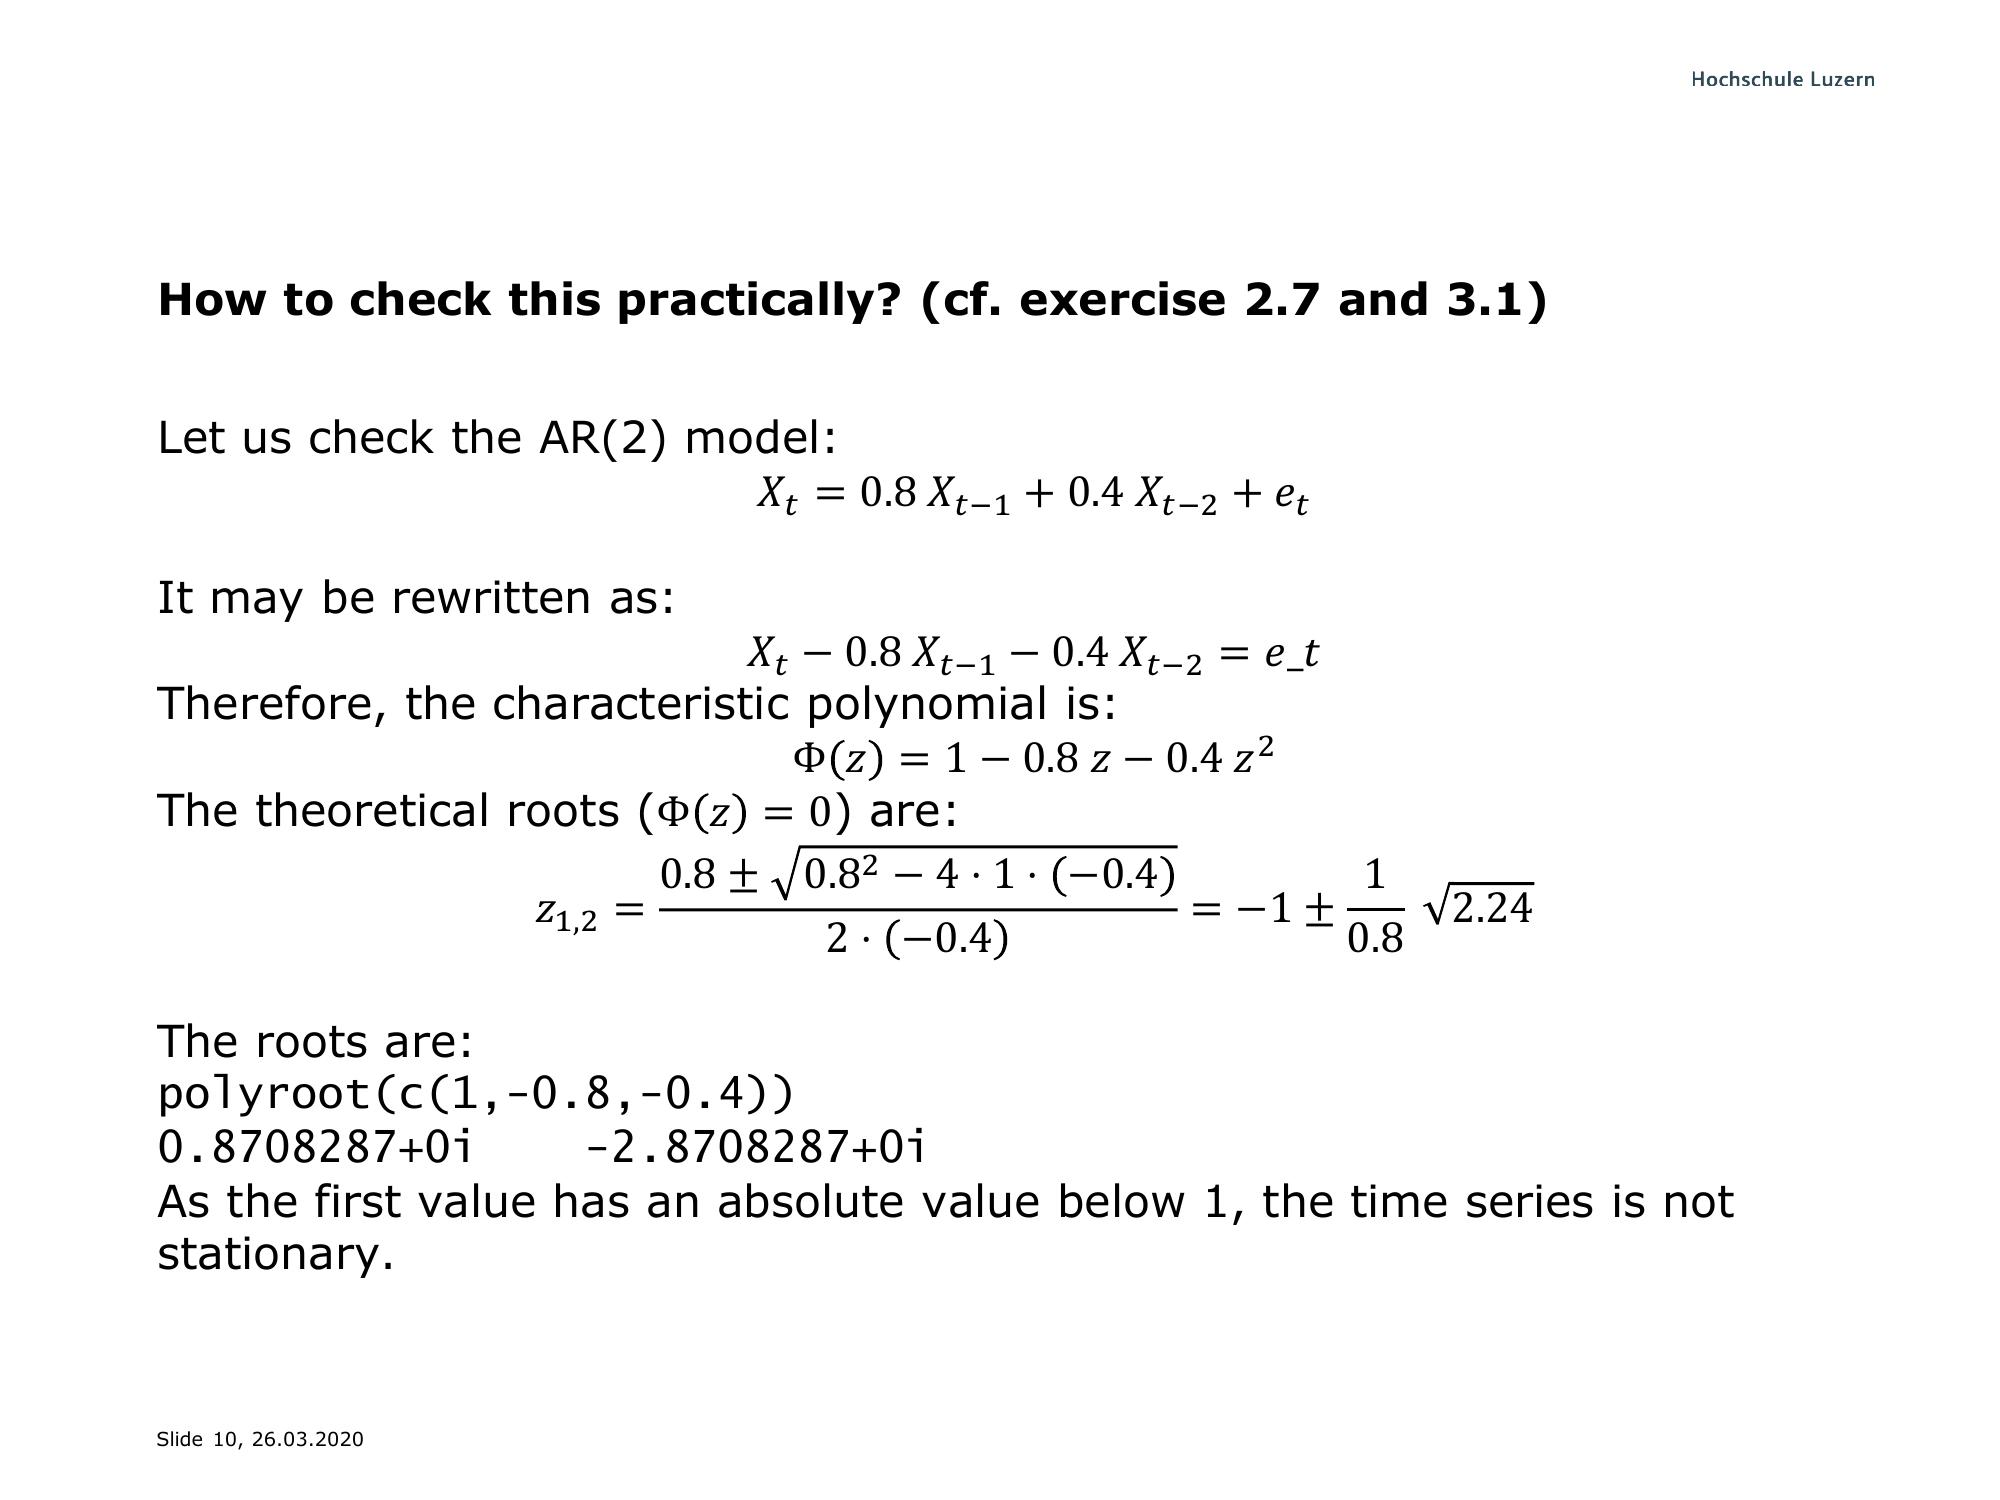 Hochschule Luzern
How to check this practically? (cf. exercise 2.7 and 3.1)
Let us check the AR(2) model:
$X_t = 0.8\, X_{t-1} + 0.4\, X_{t-2} + e_t$
It may be rewritten as:
$X_t - 0.8\, X_{t-1} - 0.4\, X_{t-2} = e\_t$
Therefore, the characteristic polynomial is:
$\Phi(z) = 1 - 0.8\, z - 0.4\, z^2$
The theoretical roots ($\Phi(z) = 0$) are:
$z_{1,2} = \frac{0.8 \pm \sqrt{0.8^2 - 4 \cdot 1 \cdot (-0.4)}}{2 \cdot (-0.4)} = -1 \pm \frac{1}{0.8} \sqrt{2.24}$
The roots are:
polyroot(c(1,-0.8,-0.4))
0.8708287+0i -2.8708287+0i
As the first value has an absolute value below 1, the time series is not
stationary.
Slide 10, 26.03.2020